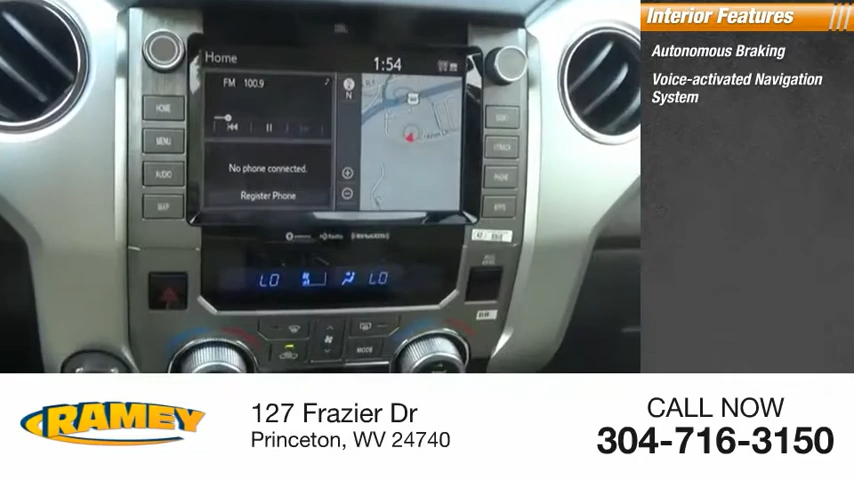 Interior Features
Autonomous Braking
Voice-activated Navigation
System
Home
1:54
FM 100.9
N
No phone connected.
Register Phone
HOME
MENU
AUDIO
MAP
PHONE
APPS
LO
LO
MODE
RAMEY
127 Frazier Dr
Princeton, WV 24740
CALL NOW
304-716-3150